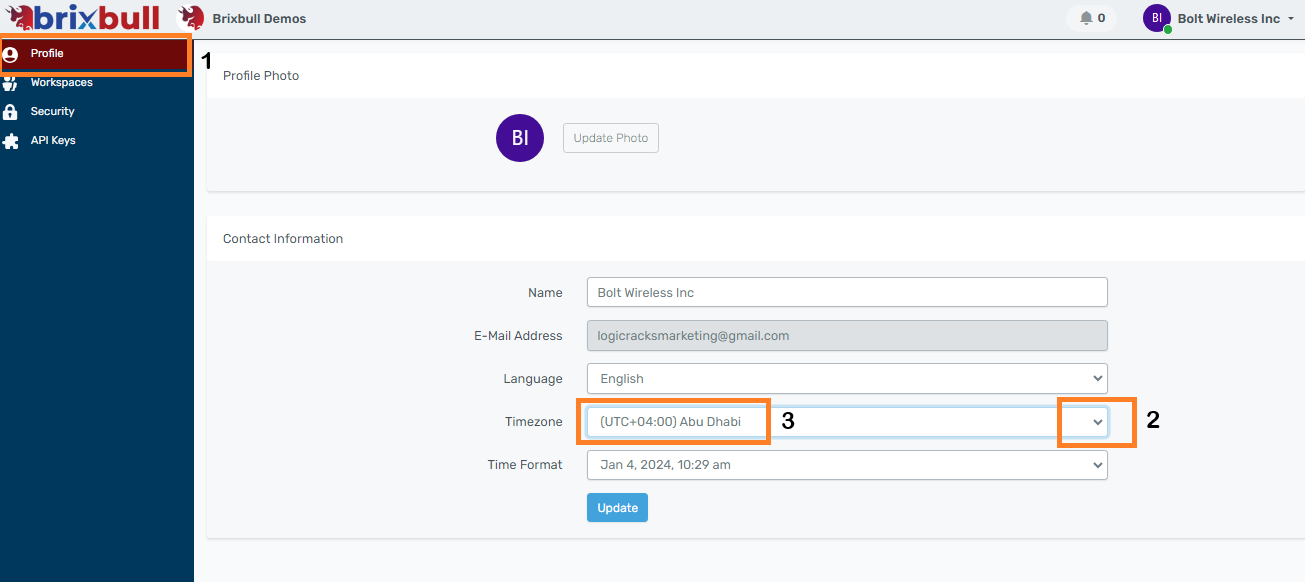 brixbull
Brixbull Demos
0
BI
Bolt Wireless Inc
Profile
1
Workspaces
Security
API Keys
Profile Photo
BI
Update Photo
Contact Information
Name
Bolt Wireless Inc
E-Mail Address
logicracksmarketing@gmail.com
Language
English
Timezone
(UTC+04:00) Abu Dhabi
3
2
Time Format
Jan 4, 2024, 10:29 am
Update